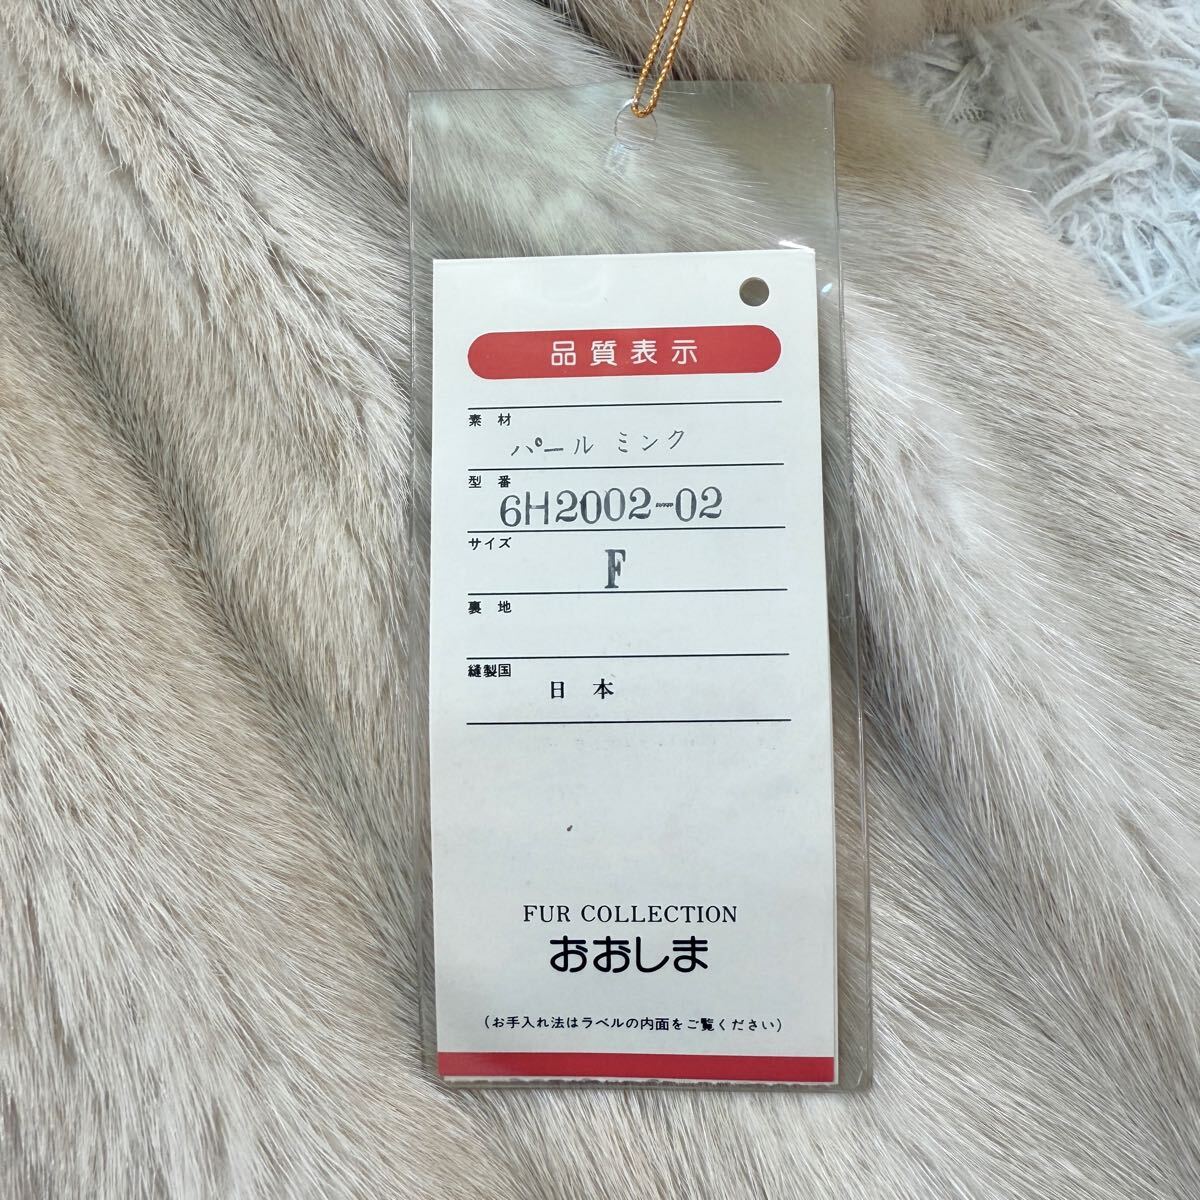 品質表示
素材
パール ミンク
型番
6H2002-02
サイズ
F
裏地
縫製国
日本
FUR COLLECTION
おおしま
(お手入れ法はラベルの内面をご覧ください)